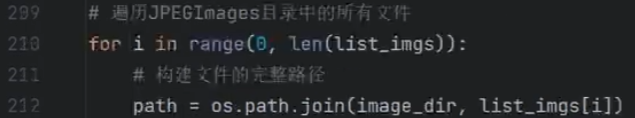 209 # 遍历JPEGImages目录中的所有文件
210 for i in range(0, len(list_imgs)):
211 # 构建文件的完整路径
212 path = os.path.join(image_dir, list_imgs[i])